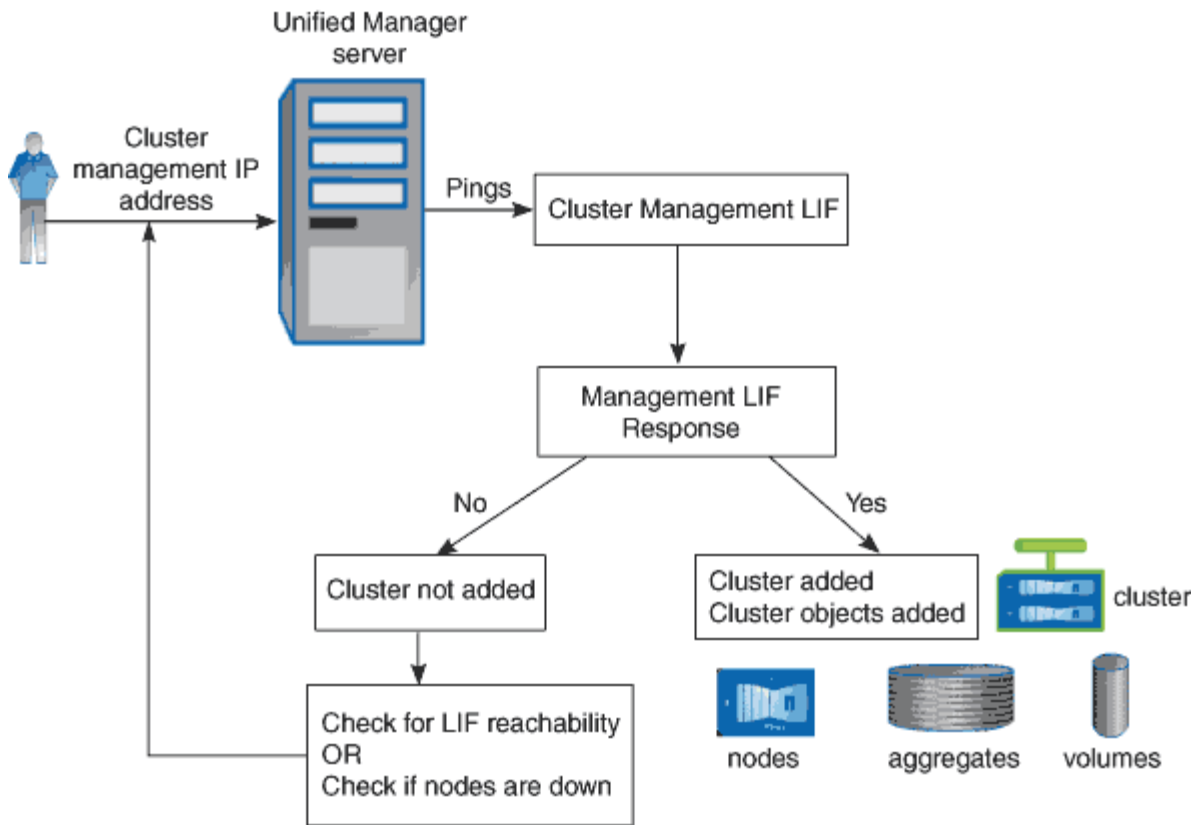 Unified Manager
server
Cluster
management IP
address
Pings
Cluster Management LIF
Management LIF
Response
No
Yes
Cluster not added
Cluster added
Cluster objects added
cluster
Check for LIF reachability
OR
Check if nodes are down
nodes
aggregates
volumes